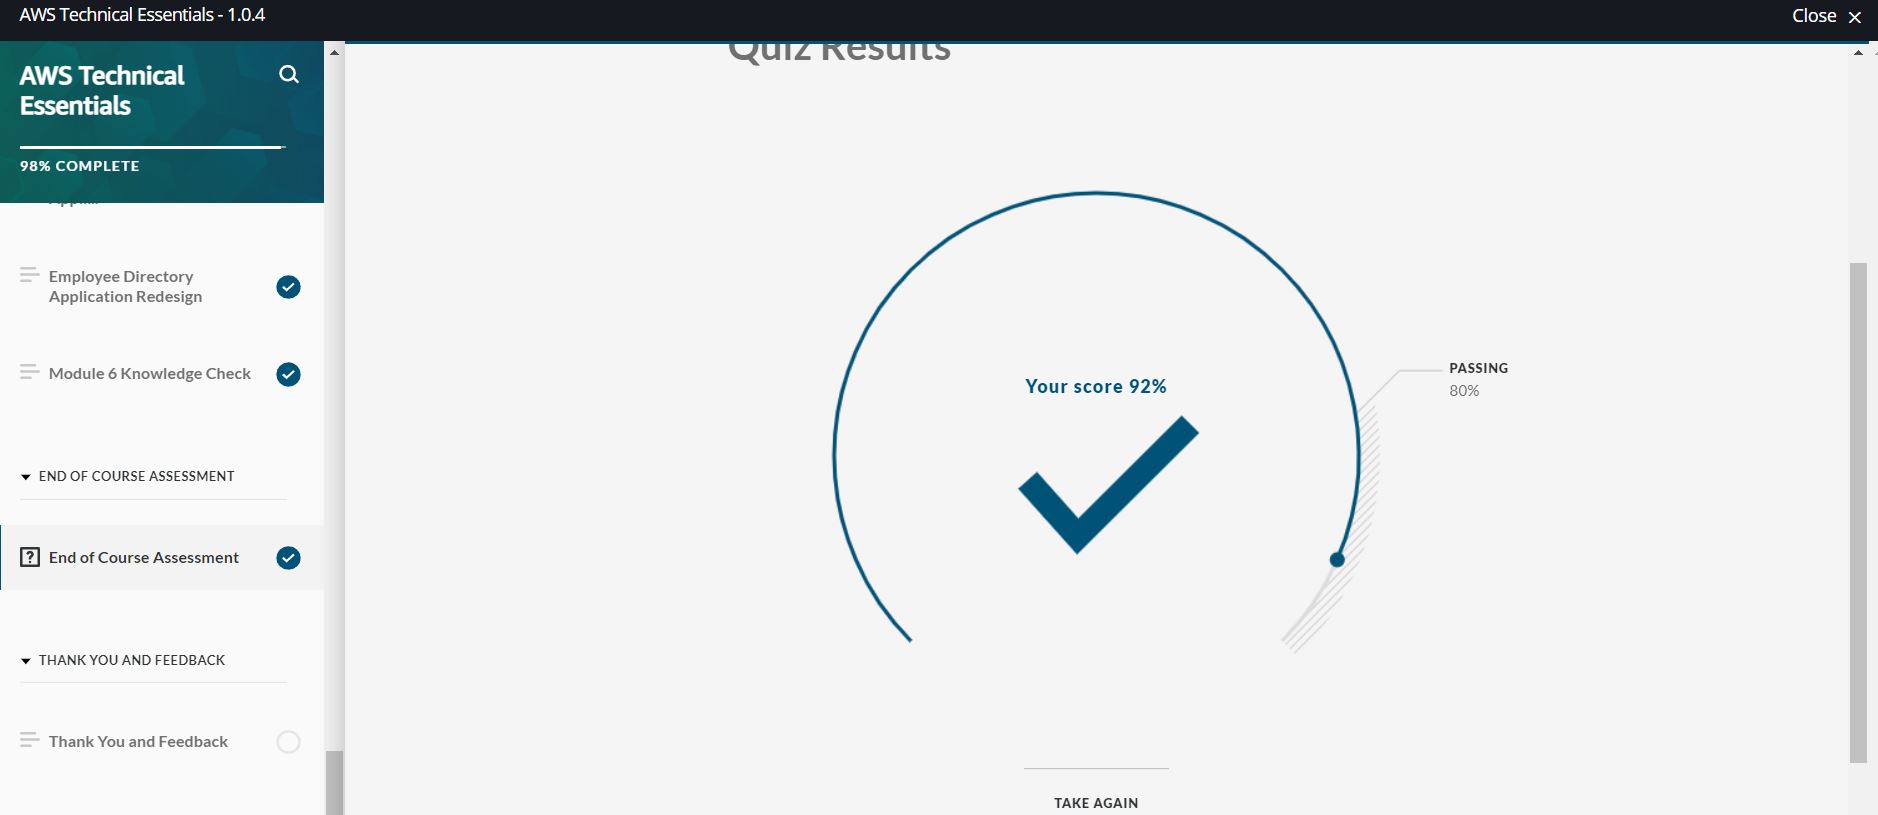 AWS Technical Essentials - 1.0.4
Close
AWS Technical
Essentials
98% COMPLETE
Employee Directory
Application Redesign
Module 6 Knowledge Check
END OF COURSE ASSESSMENT
End of Course Assessment
THANK YOU AND FEEDBACK
Thank You and Feedback
Quiz Results
Your score 92%
PASSING
80%
TAKE AGAIN